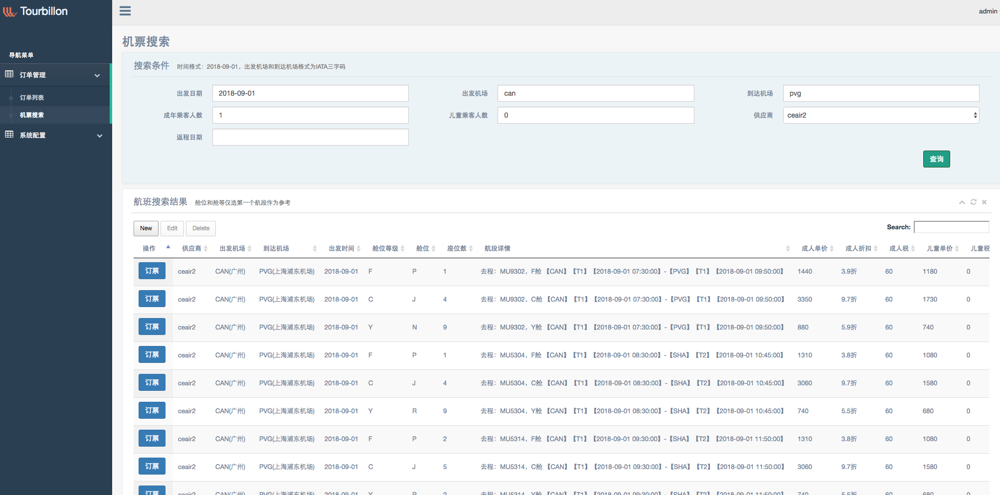 Tourbillon
admin
导航菜单
订单管理
订单列表
机票搜索
系统配置
机票搜索
搜索条件 时间格式：2018-09-01，出发机场和到达机场格式为IATA三字码
出发日期 2018-09-01 出发机场 can 到达机场 pvg
成年乘客人数 1 儿童乘客人数 0 供应商 ceair2
返程日期
查询
航班搜索结果 舱位和舱等仅选第一个航段作为参考
New Edit Delete Search:
操作 供应商 出发机场 到达机场 出发时间 舱位等级 舱位 座位数 航段详情 成人单价 成人折扣 成人税 儿童单价 儿童税
订票 ceair2 CAN(广州) PVG(上海浦东机场) 2018-09-01 F P 1 去程：MU9302，F舱 【CAN】【T1】【2018-09-01 07:30:00】-【PVG】【T1】【2018-09-01 09:50:00】 1440 3.9折 60 1180 0
订票 ceair2 CAN(广州) PVG(上海浦东机场) 2018-09-01 C J 4 去程：MU9302，C舱 【CAN】【T1】【2018-09-01 07:30:00】-【PVG】【T1】【2018-09-01 09:50:00】 3350 9.7折 60 1730 0
订票 ceair2 CAN(广州) PVG(上海浦东机场) 2018-09-01 Y N 9 去程：MU9302，Y舱 【CAN】【T1】【2018-09-01 07:30:00】-【PVG】【T1】【2018-09-01 09:50:00】 880 5.9折 60 740 0
订票 ceair2 CAN(广州) PVG(上海浦东机场) 2018-09-01 F P 1 去程：MU5304，F舱 【CAN】【T1】【2018-09-01 08:30:00】-【SHA】【T2】【2018-09-01 10:45:00】 1310 3.8折 60 1080 0
订票 ceair2 CAN(广州) PVG(上海浦东机场) 2018-09-01 C J 4 去程：MU5304，C舱 【CAN】【T1】【2018-09-01 08:30:00】-【SHA】【T2】【2018-09-01 10:45:00】 3060 9.7折 60 1580 0
订票 ceair2 CAN(广州) PVG(上海浦东机场) 2018-09-01 Y R 9 去程：MU5304，Y舱 【CAN】【T1】【2018-09-01 08:30:00】-【SHA】【T2】【2018-09-01 10:45:00】 740 5.5折 60 680 0
订票 ceair2 CAN(广州) PVG(上海浦东机场) 2018-09-01 F P 2 去程：MU5314，F舱 【CAN】【T1】【2018-09-01 09:30:00】-【SHA】【T2】【2018-09-01 11:50:00】 1310 3.8折 60 1080 0
订票 ceair2 CAN(广州) PVG(上海浦东机场) 2018-09-01 C J 5 去程：MU5314，C舱 【CAN】【T1】【2018-09-01 09:30:00】-【SHA】【T2】【2018-09-01 11:50:00】 3060 9.7折 60 1580 0
订票 ceair2 CAN(广州) PVG(上海浦东机场) 2018-09-01 Y 去程：MU5314，Y舱 【CAN】【T1】【2018-09-01 09:30:00】-【SHA】【T2】【2018-09-01 11:50:00】 740 5.5折 60 680 0